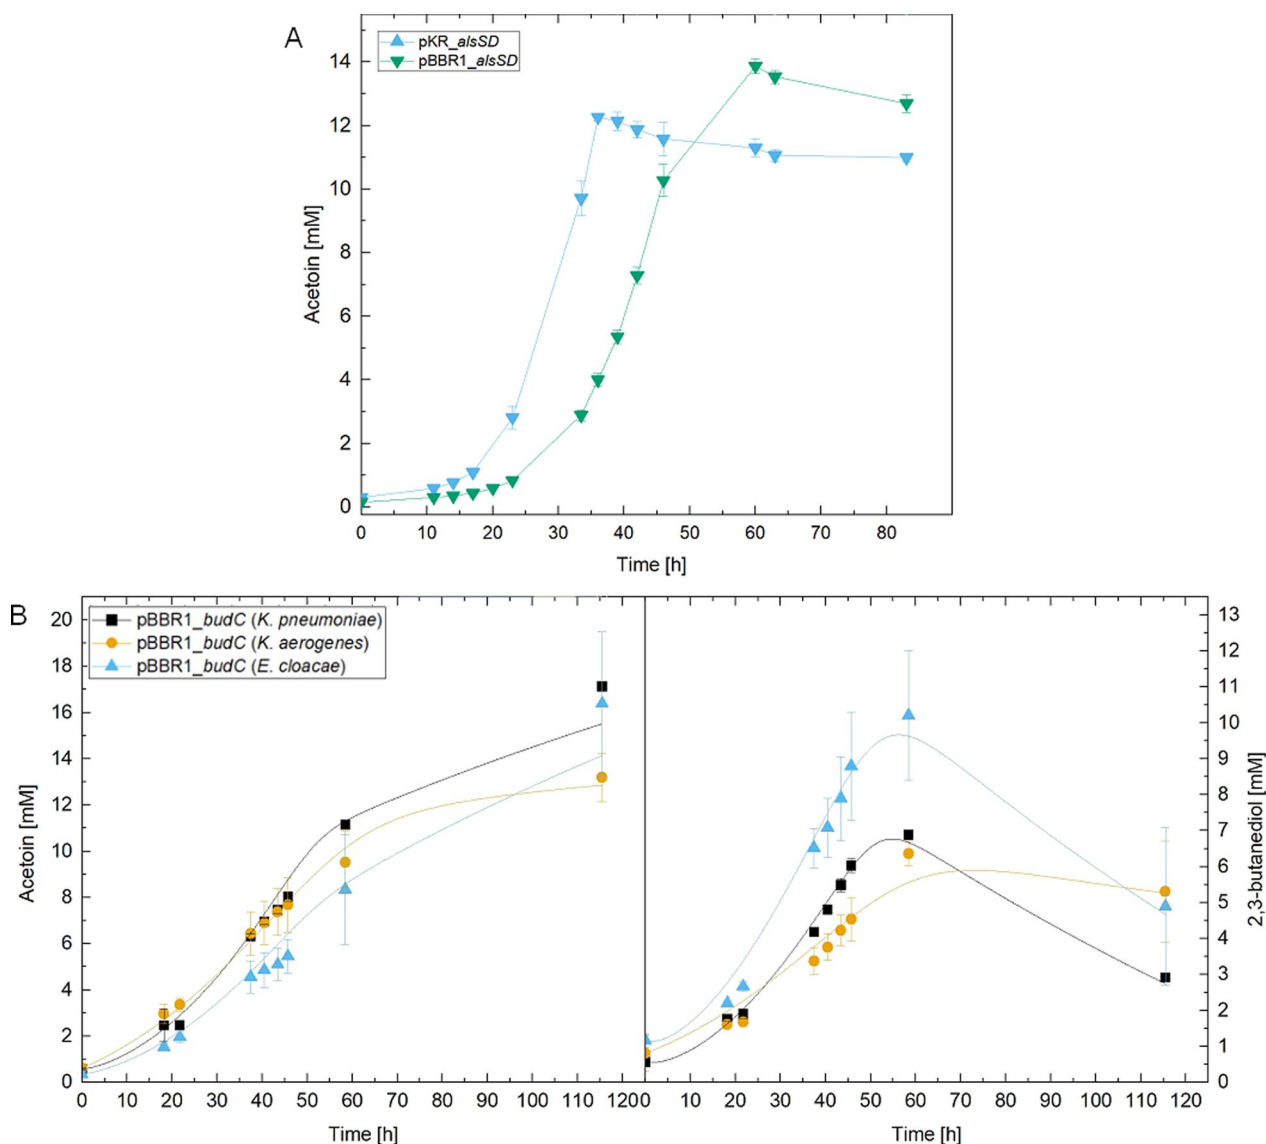 A
pKR_alsSD
pBBR1_alsSD
14
12
10
8
6
4
2
0
Acetoin [mM]
0 10 20 30 40 50 60 70 80
Time [h]
B
pBBR1_budC (K. pneumoniae)
pBBR1_budC (K. aerogenes)
pBBR1_budC (E. cloacae)
20
18
16
14
12
10
8
6
4
2
0
Acetoin [mM]
0 10 20 30 40 50 60 70 80 90 100 110 120
Time [h]
13
12
11
10
9
8
7
6
5
4
3
2
1
0
2,3-butanediol [mM]
10 20 30 40 50 60 70 80 90 100 110 120
Time [h]